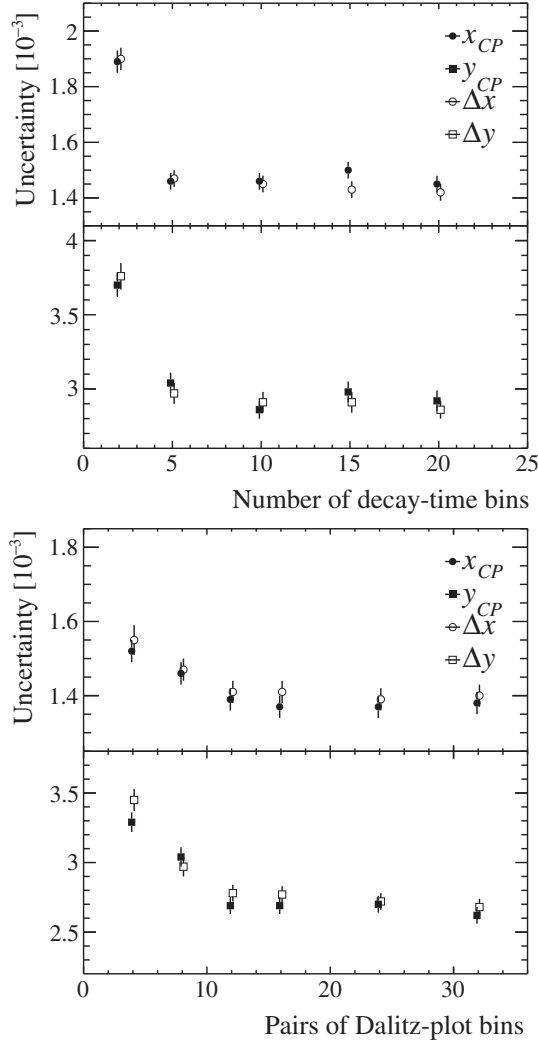 Uncertainty [10⁻³]
2
1.8
1.6
1.4
x_CP
y_CP
Δx
Δy
4
3.5
3
0 5 10 15 20 25
Number of decay-time bins
Uncertainty [10⁻³]
1.8
1.6
1.4
x_CP
y_CP
Δx
Δy
3.5
3
2.5
0 10 20 30
Pairs of Dalitz-plot bins